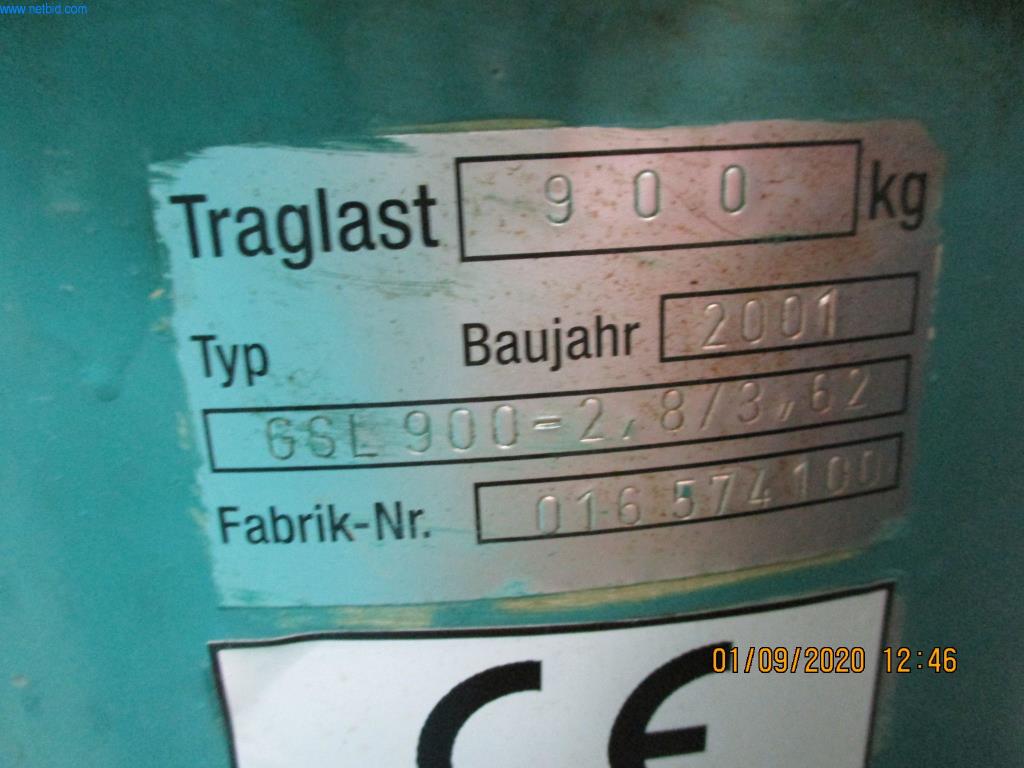 www.netbid.com
Traglast 900 kg
Typ Baujahr 2001
GSL 900-2,8/3,62
Fabrik-Nr. 016 574100
CE
01/09/2020 12:46